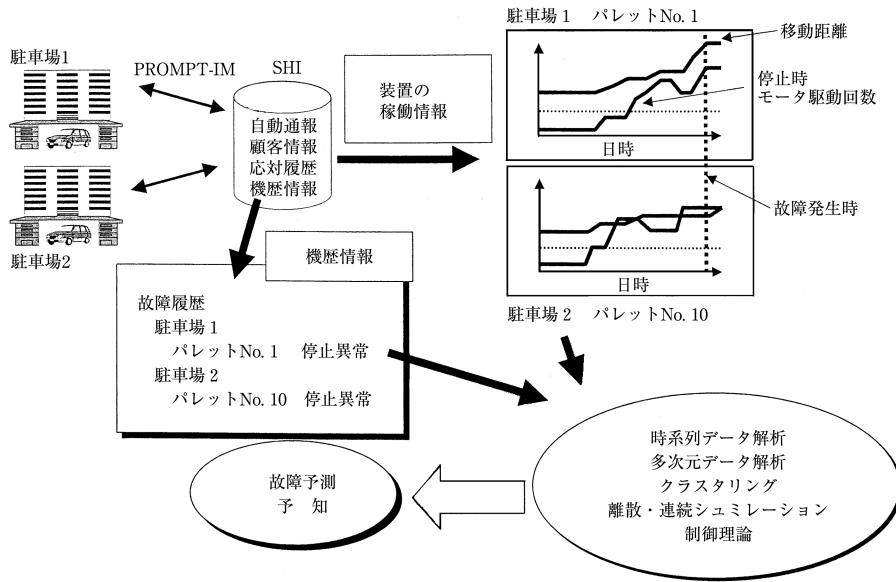 駐車場1
PROMPT-IM
SHI
自動通報
顧客情報
応対履歴
機歴情報
駐車場2
装置の
稼働情報
駐車場1 パレットNo. 1
移動距離
停止時
モータ駆動回数
日時
故障発生時
日時
駐車場2 パレットNo. 10
機歴情報
故障履歴
駐車場1
パレットNo. 1 停止異常
駐車場2
パレットNo. 10 停止異常
時系列データ解析
多次元データ解析
クラスタリング
離散・連続シュミレーション
制御理論
故障予測
予 知